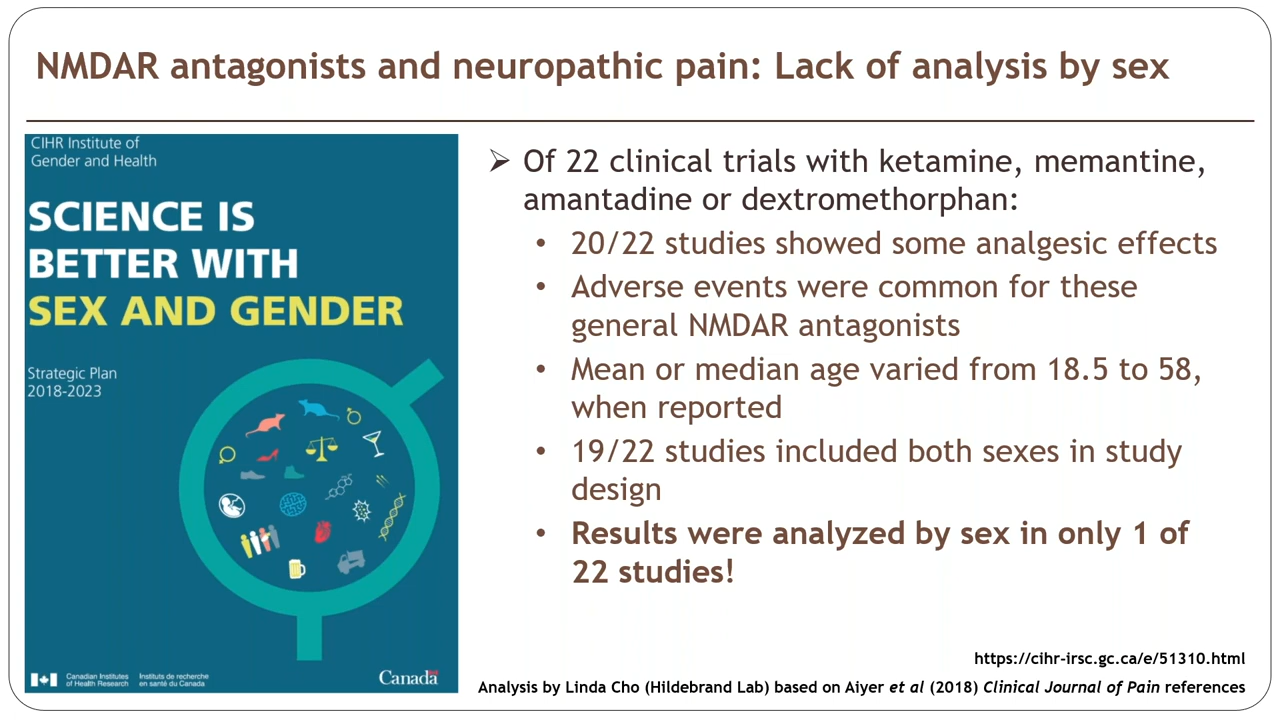 NMDAR antagonists and neuropathic pain: Lack of analysis by sex
CIHR Institute of
Gender and Health
SCIENCE IS
BETTER WITH
SEX AND GENDER
Strategic Plan
2018-2023
Canadian Institutes
of Health Research
Instituts de recherche
en santé du Canada
Canada
➢ Of 22 clinical trials with ketamine, memantine,
amantadine or dextromethorphan:
• 20/22 studies showed some analgesic effects
• Adverse events were common for these
general NMDAR antagonists
• Mean or median age varied from 18.5 to 58,
when reported
• 19/22 studies included both sexes in study
design
• Results were analyzed by sex in only 1 of
22 studies!
https://cihr-irsc.gc.ca/e/51310.html
Analysis by Linda Cho (Hildebrand Lab) based on Aiyer et al (2018) Clinical Journal of Pain references